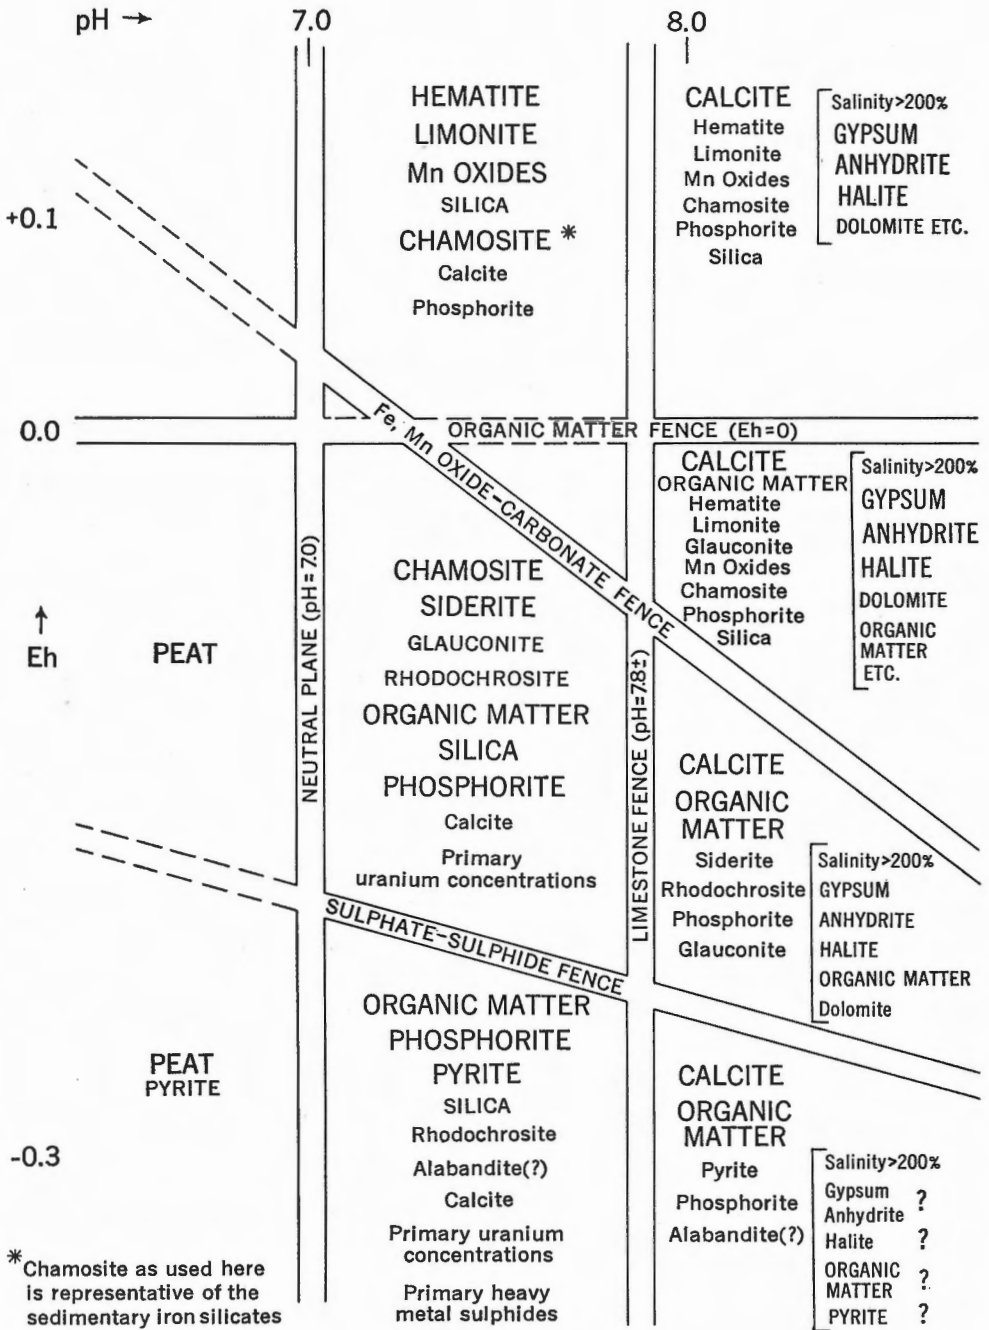 pH →
7.0
8.0
HEMATITE
LIMONITE
Mn OXIDES
SILICA
CHAMOSITE *
Calcite
Phosphorite
CALCITE
Hematite
Limonite
Mn Oxides
Chamosite
Phosphorite
Silica
Salinity>200%
GYPSUM
ANHYDRITE
HALITE
DOLOMITE ETC.
+0.1
0.0
Fe, Mn OXIDE-CARBONATE FENCE
ORGANIC MATTER FENCE (Eh=0)
CALCITE
ORGANIC MATTER
Hematite
Limonite
Glauconite
Mn Oxides
Chamosite
Phosphorite
Silica
Salinity>200%
GYPSUM
ANHYDRITE
HALITE
DOLOMITE
ORGANIC
MATTER
ETC.
↑
Eh
PEAT
NEUTRAL PLANE (pH=7.0)
CHAMOSITE
SIDERITE
GLAUCONITE
RHODOCHROSITE
ORGANIC MATTER
SILICA
PHOSPHORITE
Calcite
Primary
uranium concentrations
LIMESTONE FENCE (pH=7.8±)
CALCITE
ORGANIC
MATTER
Siderite
Rhodochrosite
Phosphorite
Glauconite
Salinity>200%
GYPSUM
ANHYDRITE
HALITE
ORGANIC MATTER
Dolomite
SULPHATE-SULPHIDE FENCE
PEAT
PYRITE
-0.3
ORGANIC MATTER
PHOSPHORITE
PYRITE
SILICA
Rhodochrosite
Alabandite(?)
Calcite
Primary uranium
concentrations
Primary heavy
metal sulphides
CALCITE
ORGANIC
MATTER
Pyrite
Phosphorite
Alabandite(?)
Salinity>200%
Gypsum
Anhydrite ?
Halite ?
ORGANIC
MATTER ?
PYRITE ?
*Chamosite as used here
is representative of the
sedimentary iron silicates